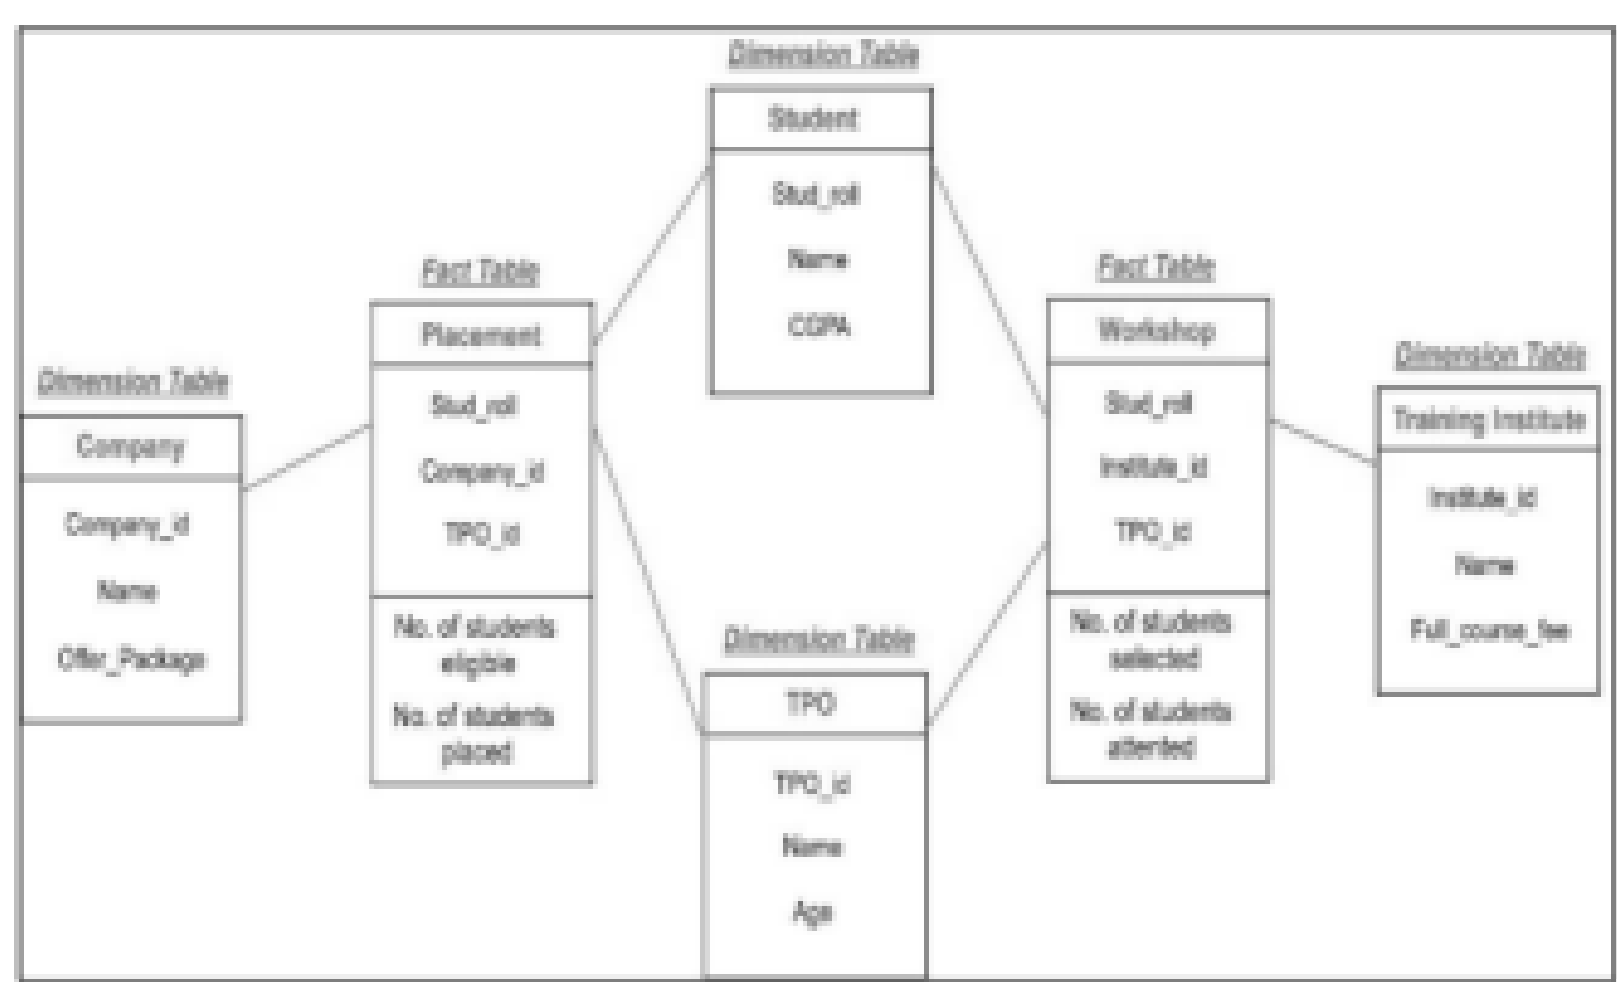 Dimension Table
Student
Stud_roll
Name
CGPA
Fact Table
Placement
Stud_roll
Company_id
TPO_id
No. of students
eligible
No. of students
placed
Fact Table
Workshop
Stud_roll
Institute_id
TPO_id
No. of students
selected
No. of students
attented
Dimension Table
Company
Company_id
Name
Offer_Package
Dimension Table
Training Institute
Institute_id
Name
Full_course_fee
Dimension Table
TPO
TPO_id
Name
Age